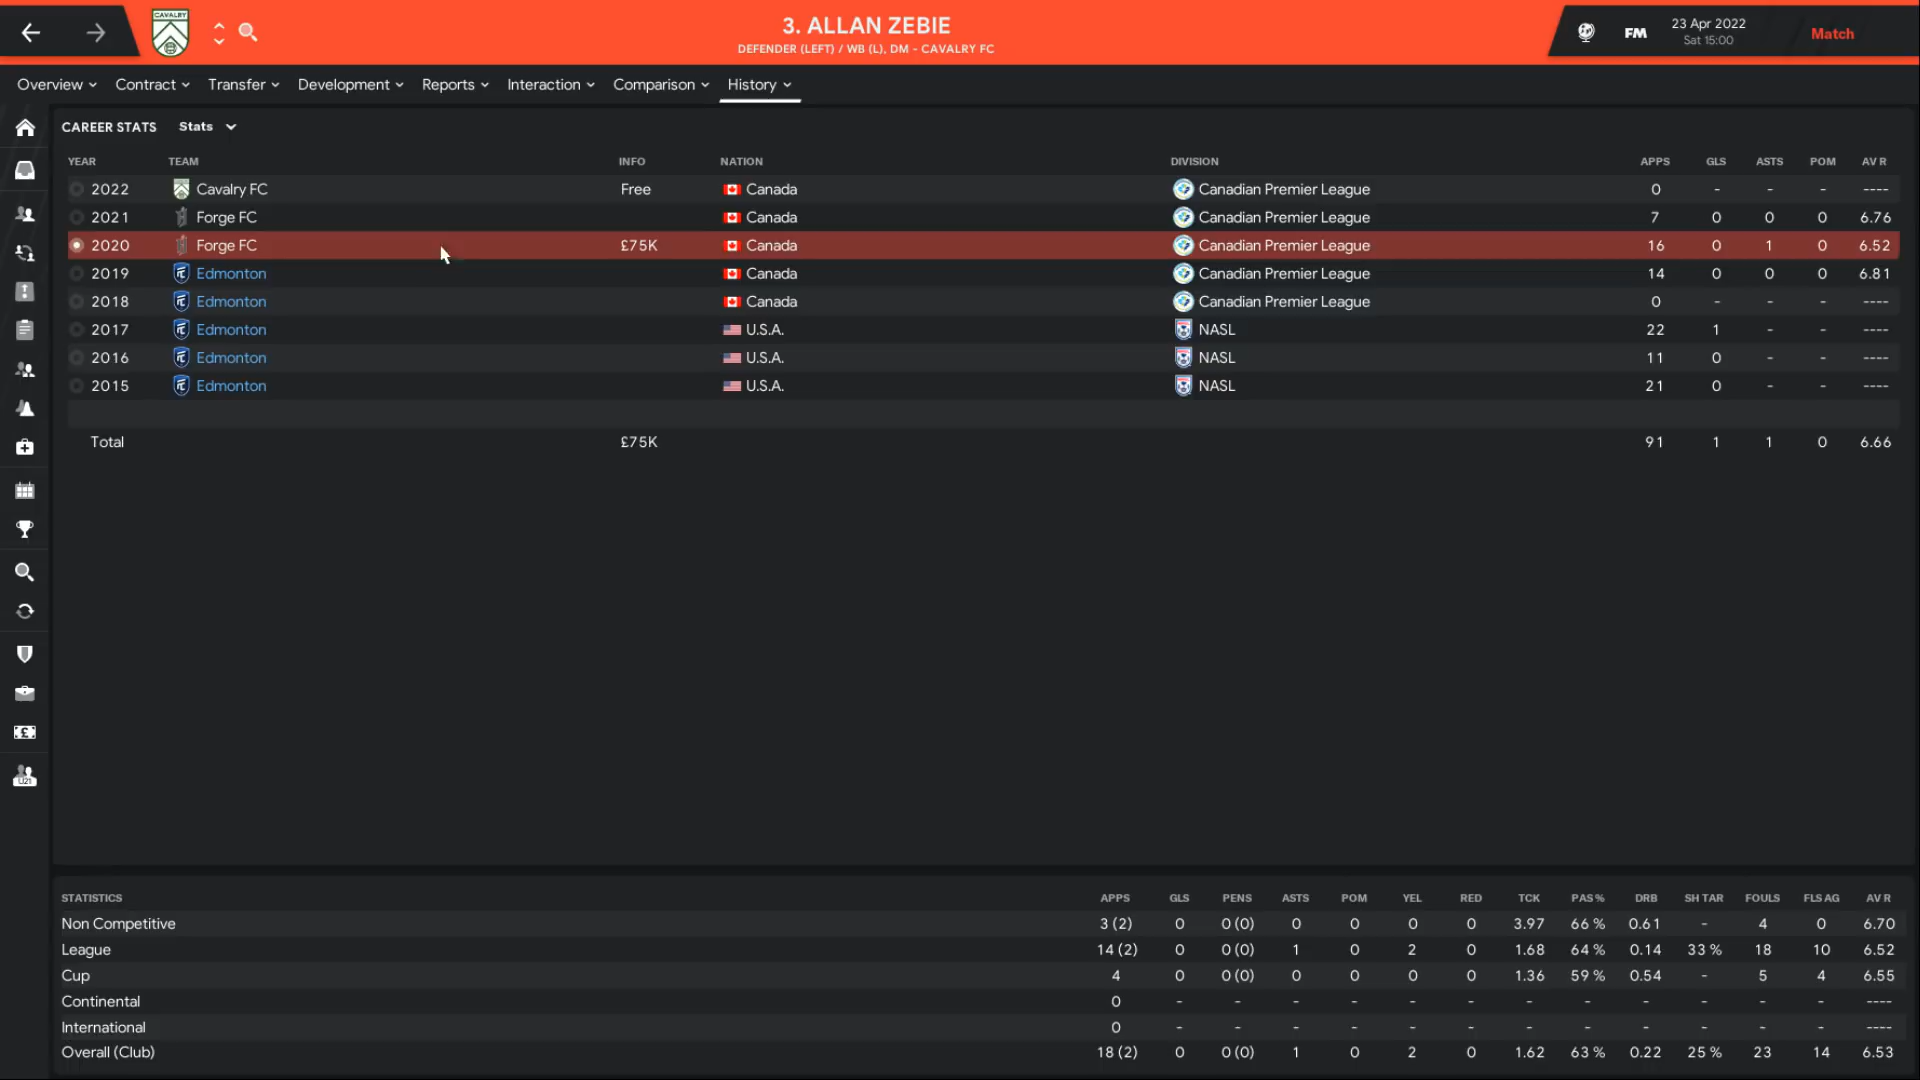 CAVALRY
3. ALLAN ZEBIE
DEFENDER (LEFT) / WB (L), DM - CAVALRY FC
FM
23 Apr 2022
Sat 15:00
Match
Overview Contract Transfer Development Reports Interaction Comparison History
CAREER STATS Stats
YEAR TEAM INFO NATION DIVISION APPS GLS ASTS POM AV R
2022 Cavalry FC Free Canada Canadian Premier League 0 - - - ----
2021 Forge FC Canada Canadian Premier League 7 0 0 0 6.76
2020 Forge FC £75K Canada Canadian Premier League 16 0 1 0 6.52
2019 Edmonton Canada Canadian Premier League 14 0 0 0 6.81
2018 Edmonton Canada Canadian Premier League 0 - - - ----
2017 Edmonton U.S.A. NASL 22 1 - - ----
2016 Edmonton U.S.A. NASL 11 0 - - ----
2015 Edmonton U.S.A. NASL 21 0 - - ----
Total £75K 91 1 1 0 6.66
STATISTICS APPS GLS PENS ASTS POM YEL RED TCK PAS % DRB SH TAR FOULS FLS AG AV R
Non Competitive 3 (2) 0 0 (0) 0 0 0 0 3.97 66 % 0.61 - 4 0 6.70
League 14 (2) 0 0 (0) 1 0 2 0 1.68 64 % 0.14 33 % 18 10 6.52
Cup 4 0 0 (0) 0 0 0 0 1.36 59 % 0.54 - 5 4 6.55
Continental 0 - - - - - - - - - - - - ----
International 0 - - - - - - - - - - - - ----
Overall (Club) 18 (2) 0 0 (0) 1 0 2 0 1.62 63 % 0.22 25 % 23 14 6.53